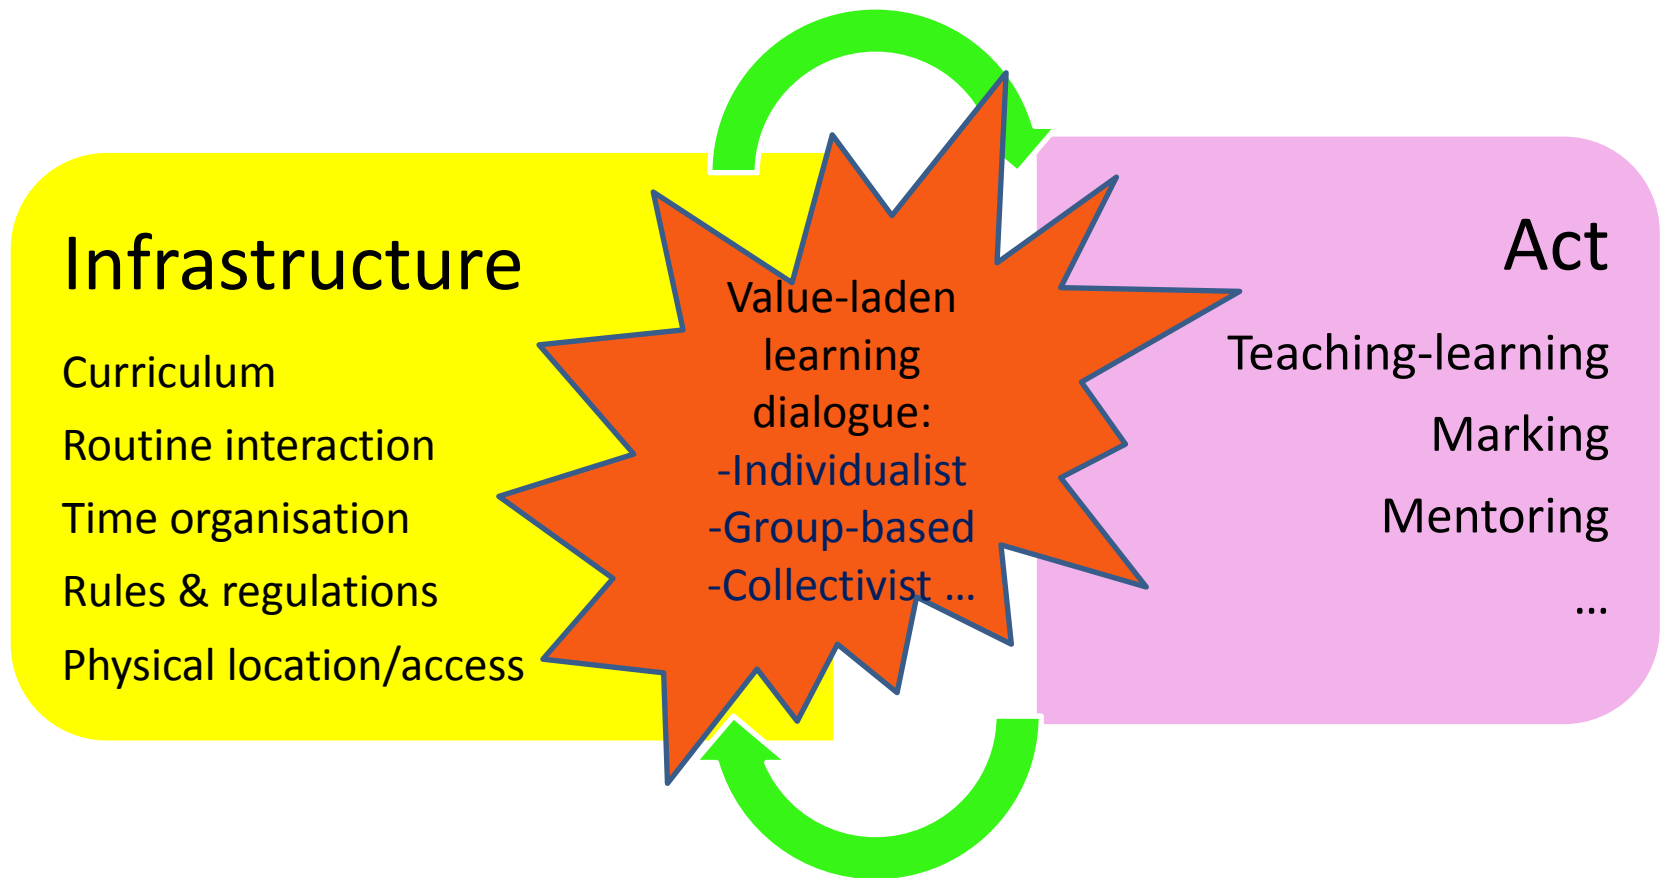 Infrastructure
Curriculum
Routine interaction
Time organisation
Rules & regulations
Physical location/access
Value-laden
learning
dialogue:
-Individualist
-Group-based
-Collectivist ...
Act
Teaching-learning
Marking
Mentoring
...